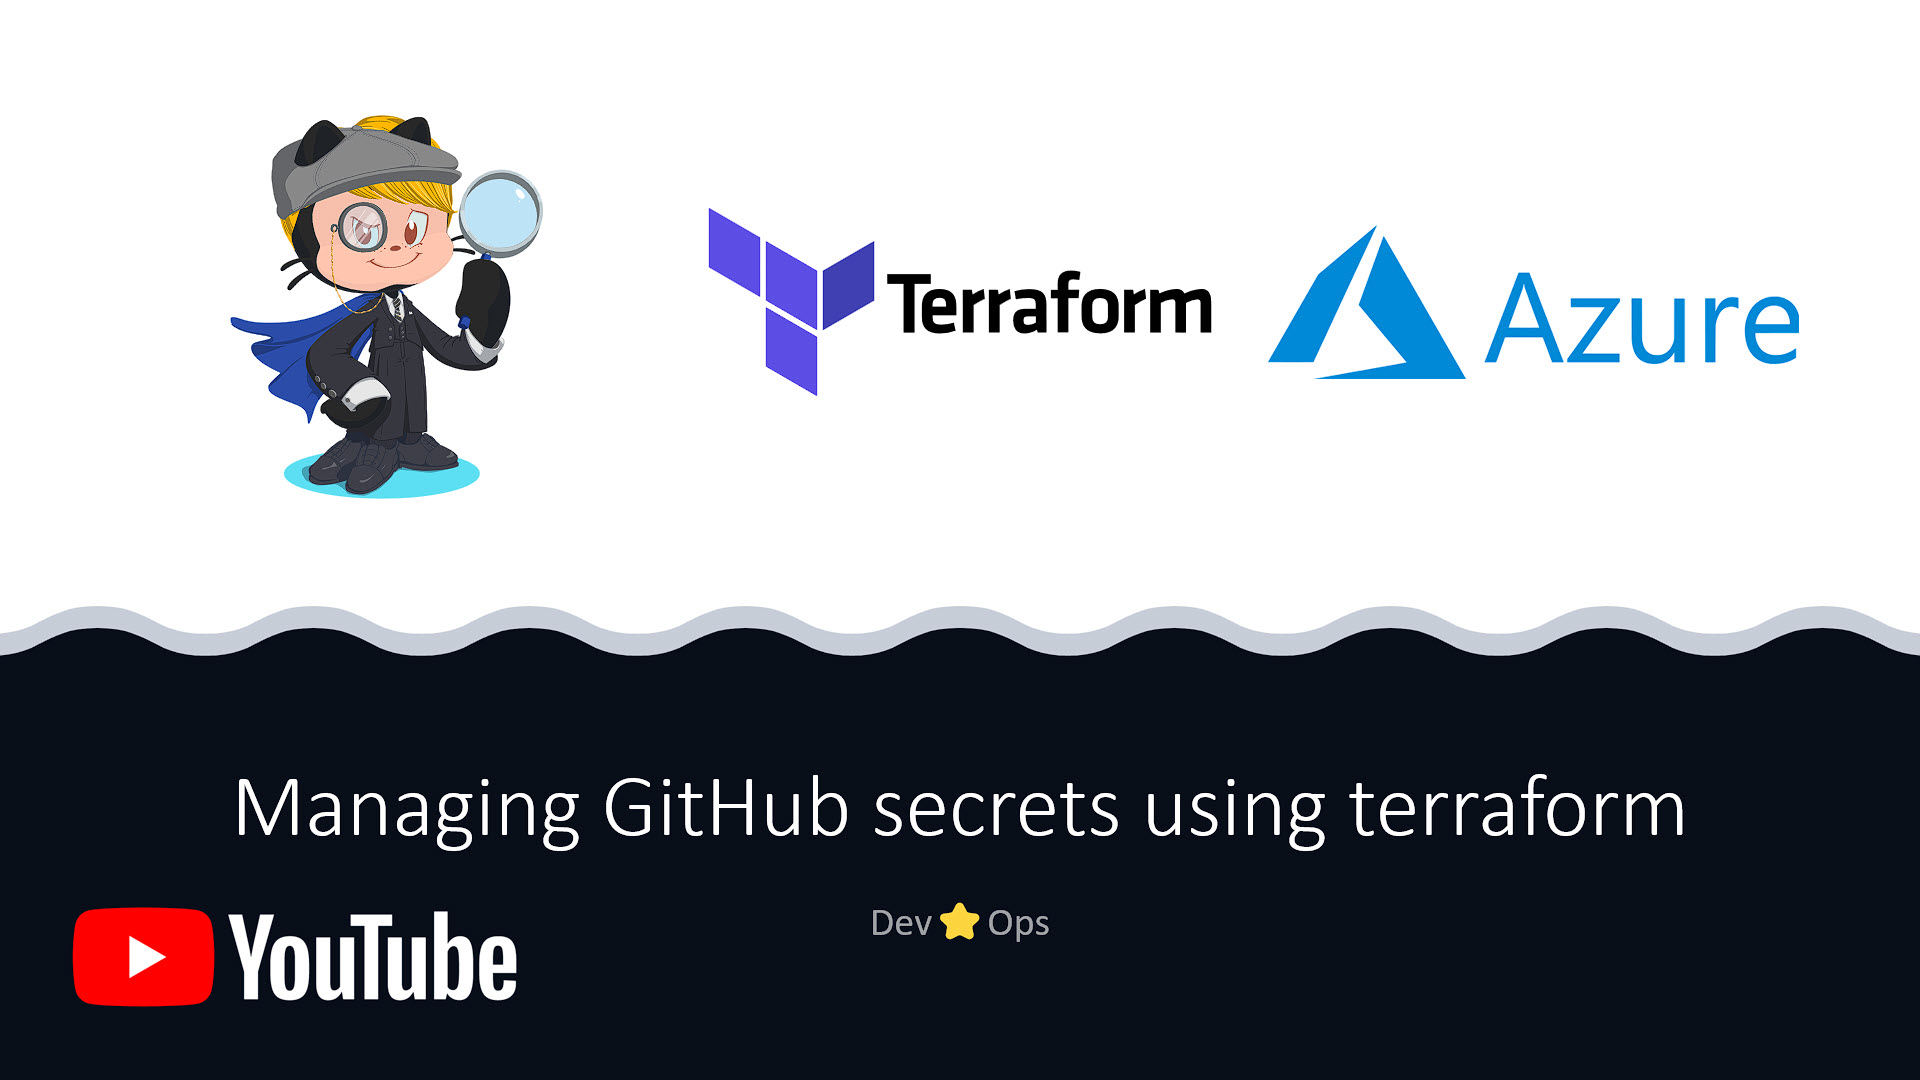 Terraform
Azure
Managing GitHub secrets using terraform
Dev Ops
YouTube